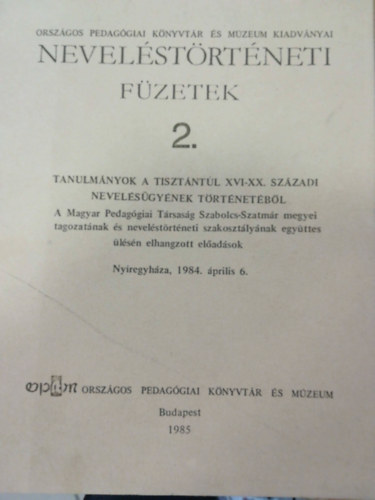 ORSZÁGOS PEDAGÓGIAI KÖNYVTÁR ÉS MÚZEUM KIADVÁNYAI
NEVELÉSTÖRTÉNETI
FÜZETEK
2.
TANULMÁNYOK A TISZÁNTÚL XVI-XX. SZÁZADI
NEVELÉSÜGYÉNEK TÖRTÉNETÉBŐL
A Magyar Pedagógiai Társaság Szabolcs-Szatmár megyei
tagozatának és neveléstörténeti szakosztályának együttes
ülésén elhangzott előadások
Nyíregyháza, 1984. április 6.
opkm ORSZÁGOS PEDAGÓGIAI KÖNYVTÁR ÉS MÚZEUM
Budapest
1985